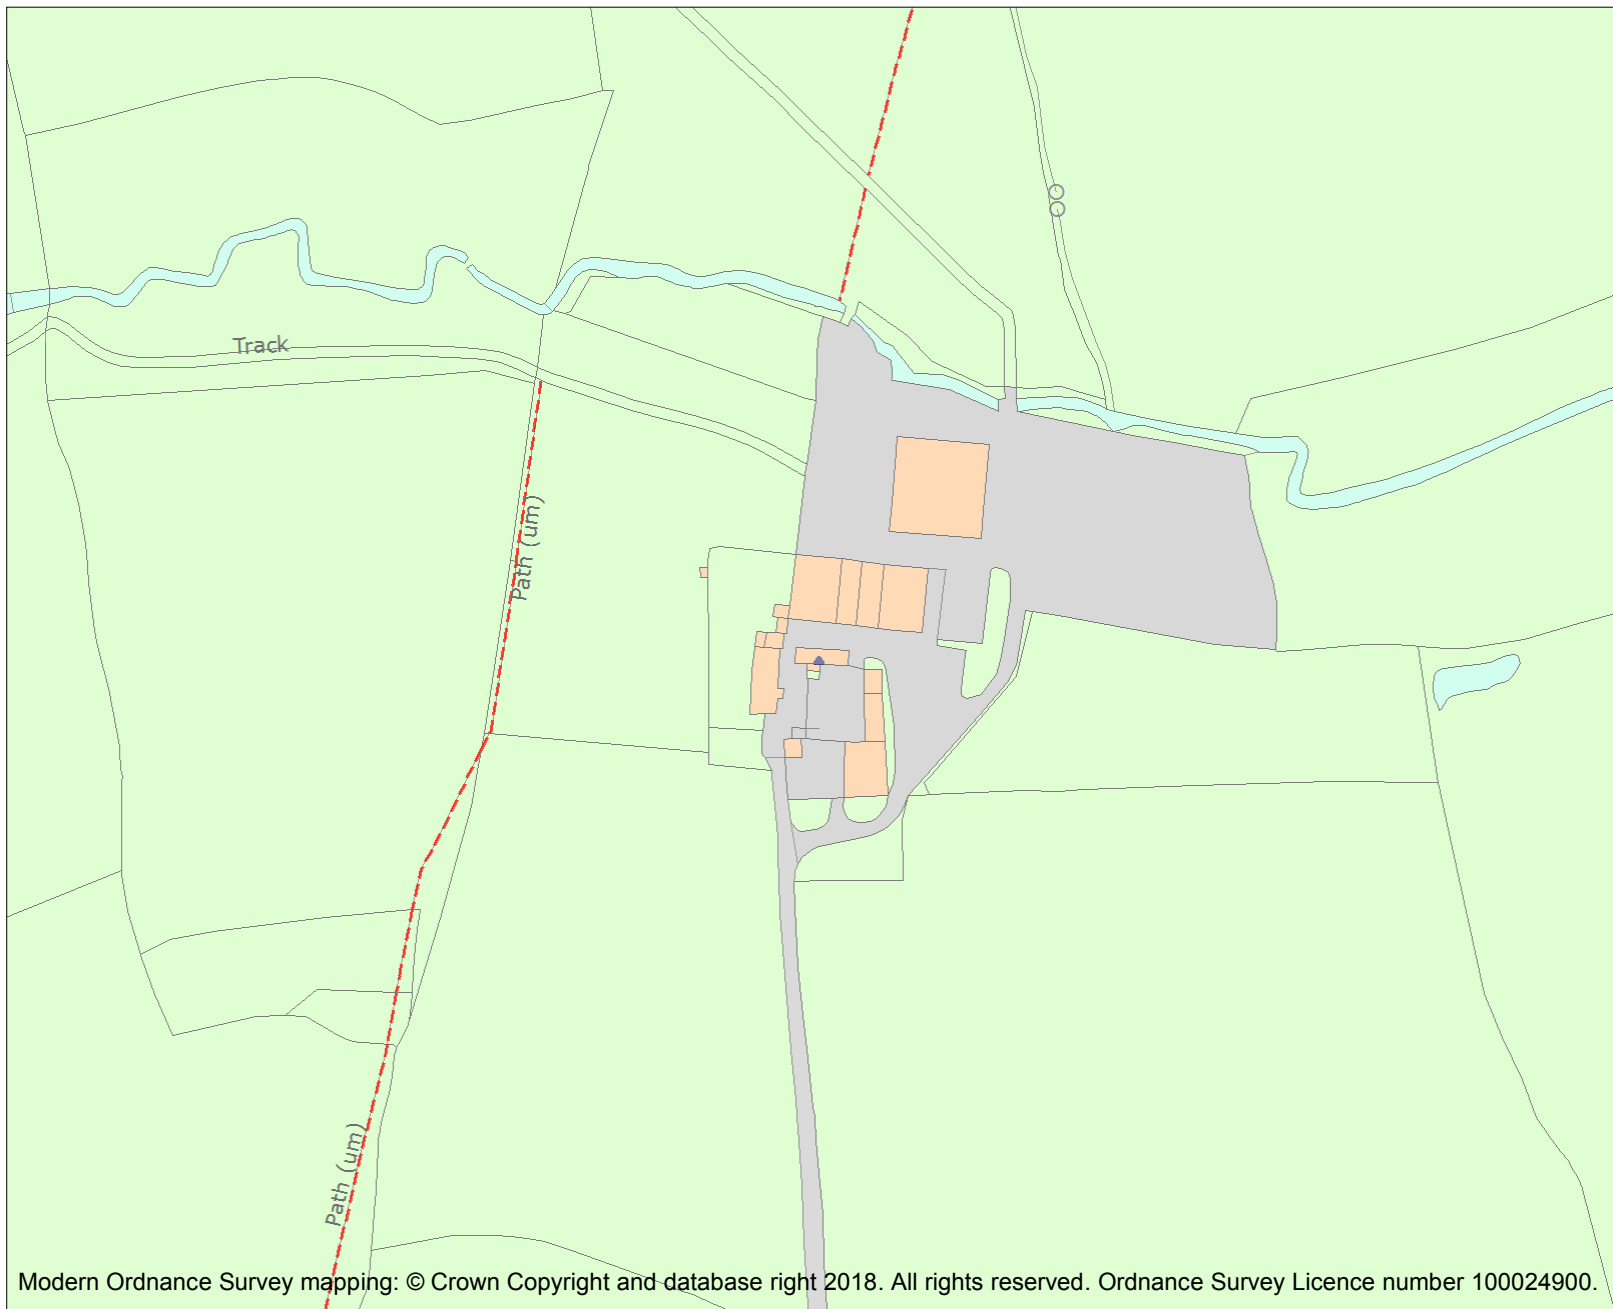 Track
Path (um)
Path (um)
Modern Ordnance Survey mapping: © Crown Copyright and database right 2018. All rights reserved. Ordnance Survey Licence number 100024900.